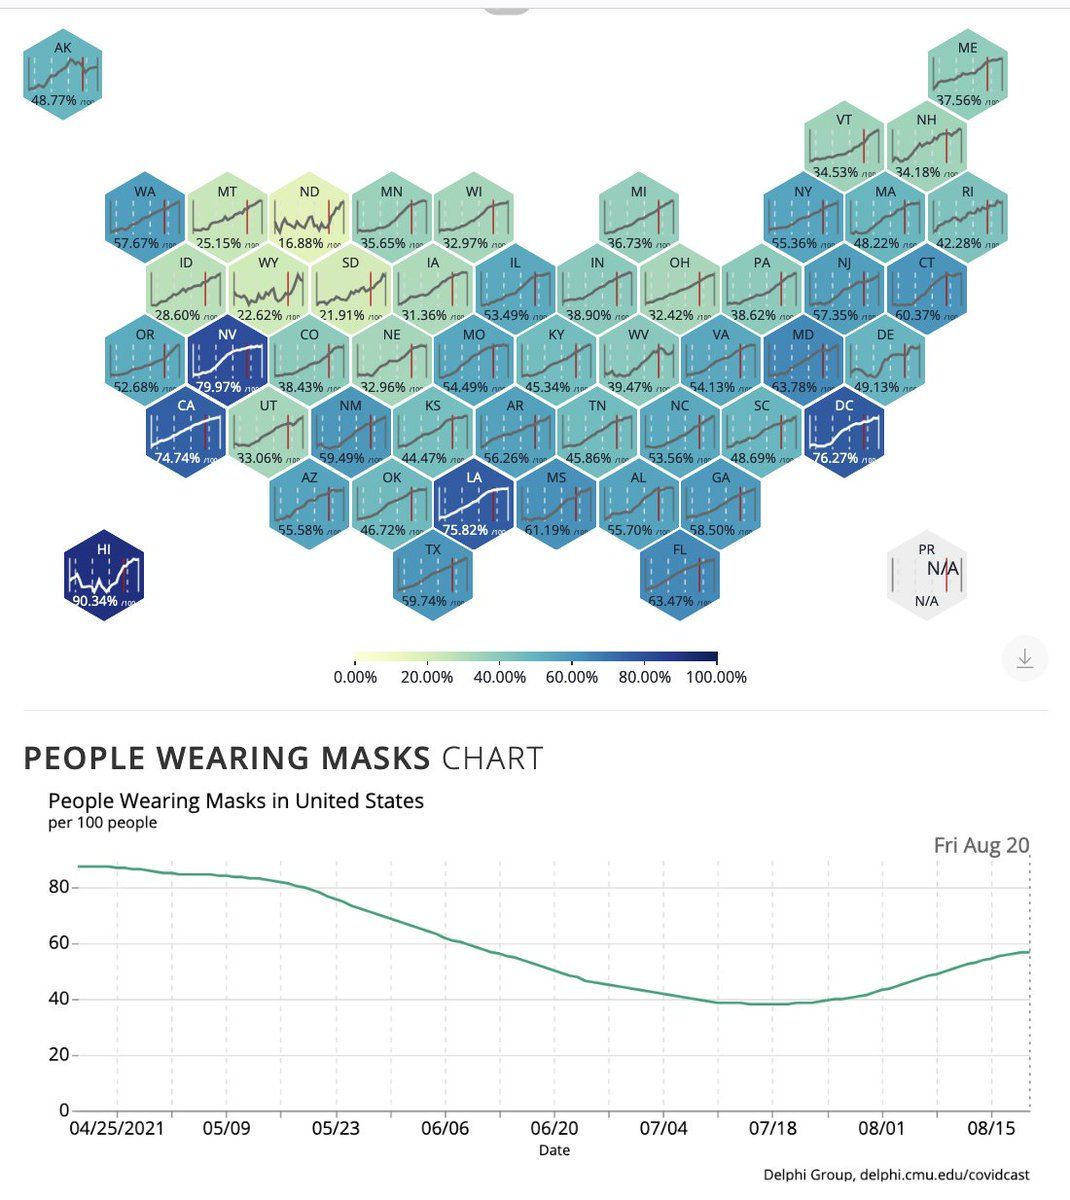 AK
48.77% /100
ME
37.56% /100
VT
34.53% /100
NH
34.18% /100
WA
57.67% /100
MT
25.15% /100
ND
16.88% /100
MN
35.65% /100
WI
32.97% /100
MI
36.73% /100
NY
55.36% /100
MA
48.22% /100
RI
42.28% /100
ID
28.60% /100
WY
22.62% /100
SD
21.91% /100
IA
31.36% /100
IL
53.49% /100
IN
38.90% /100
OH
32.42% /100
PA
38.62% /100
NJ
57.35% /100
CT
60.37% /100
OR
52.68% /100
NV
79.97% /100
CO
38.43% /100
NE
32.96% /100
MO
54.49% /100
KY
45.34% /100
WV
39.47% /100
VA
54.13% /100
MD
63.78% /100
DE
49.13% /100
CA
74.74% /100
UT
33.06% /100
NM
59.49% /100
KS
44.47% /100
AR
56.26% /100
TN
45.86% /100
NC
53.56% /100
SC
48.69% /100
DC
76.27% /100
AZ
55.58% /100
OK
46.72% /100
LA
75.82% /100
MS
61.19% /100
AL
55.70% /100
GA
58.50% /100
HI
90.34% /100
TX
59.74% /100
FL
63.47% /100
PR
N/A
N/A
0.00% 20.00% 40.00% 60.00% 80.00% 100.00%
PEOPLE WEARING MASKS CHART
People Wearing Masks in United States
per 100 people
Fri Aug 20
80
60
40
20
0
04/25/2021 05/09 05/23 06/06 06/20 07/04 07/18 08/01 08/15
Date
Delphi Group, delphi.cmu.edu/covidcast